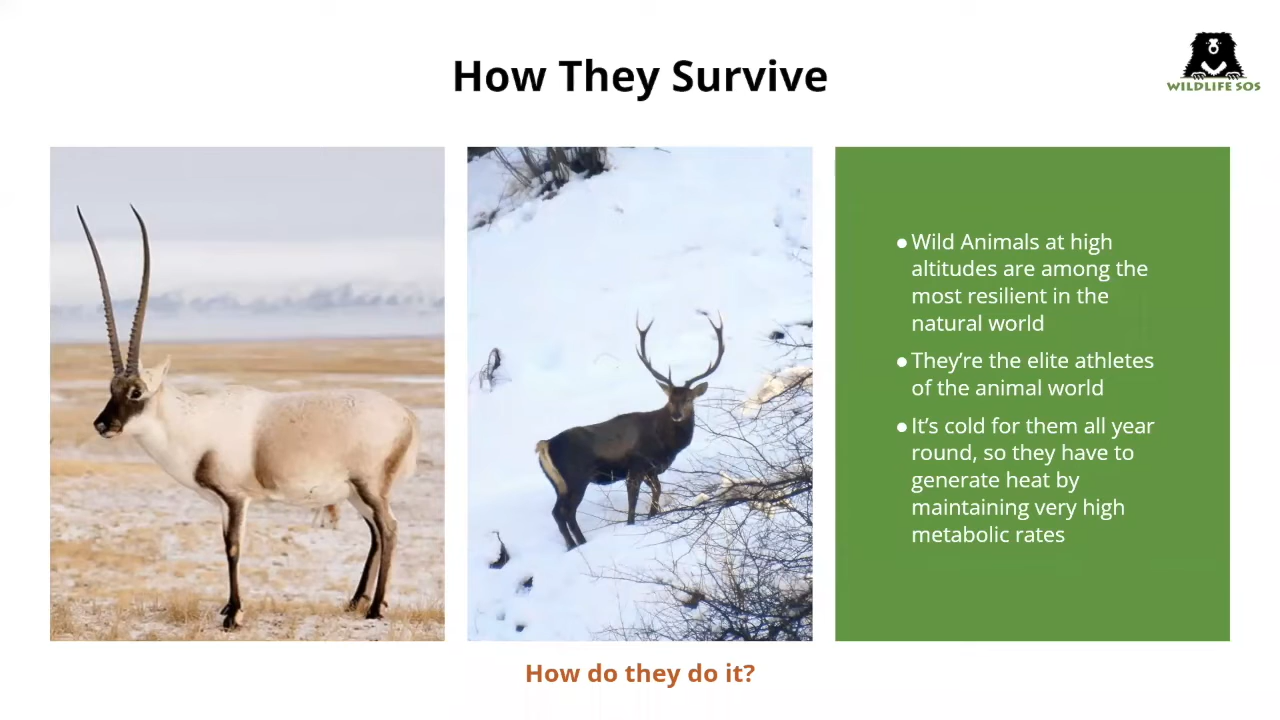 How They Survive
WILDLIFE SOS
● Wild Animals at high
altitudes are among the
most resilient in the
natural world
● They’re the elite athletes
of the animal world
● It’s cold for them all year
round, so they have to
generate heat by
maintaining very high
metabolic rates
How do they do it?